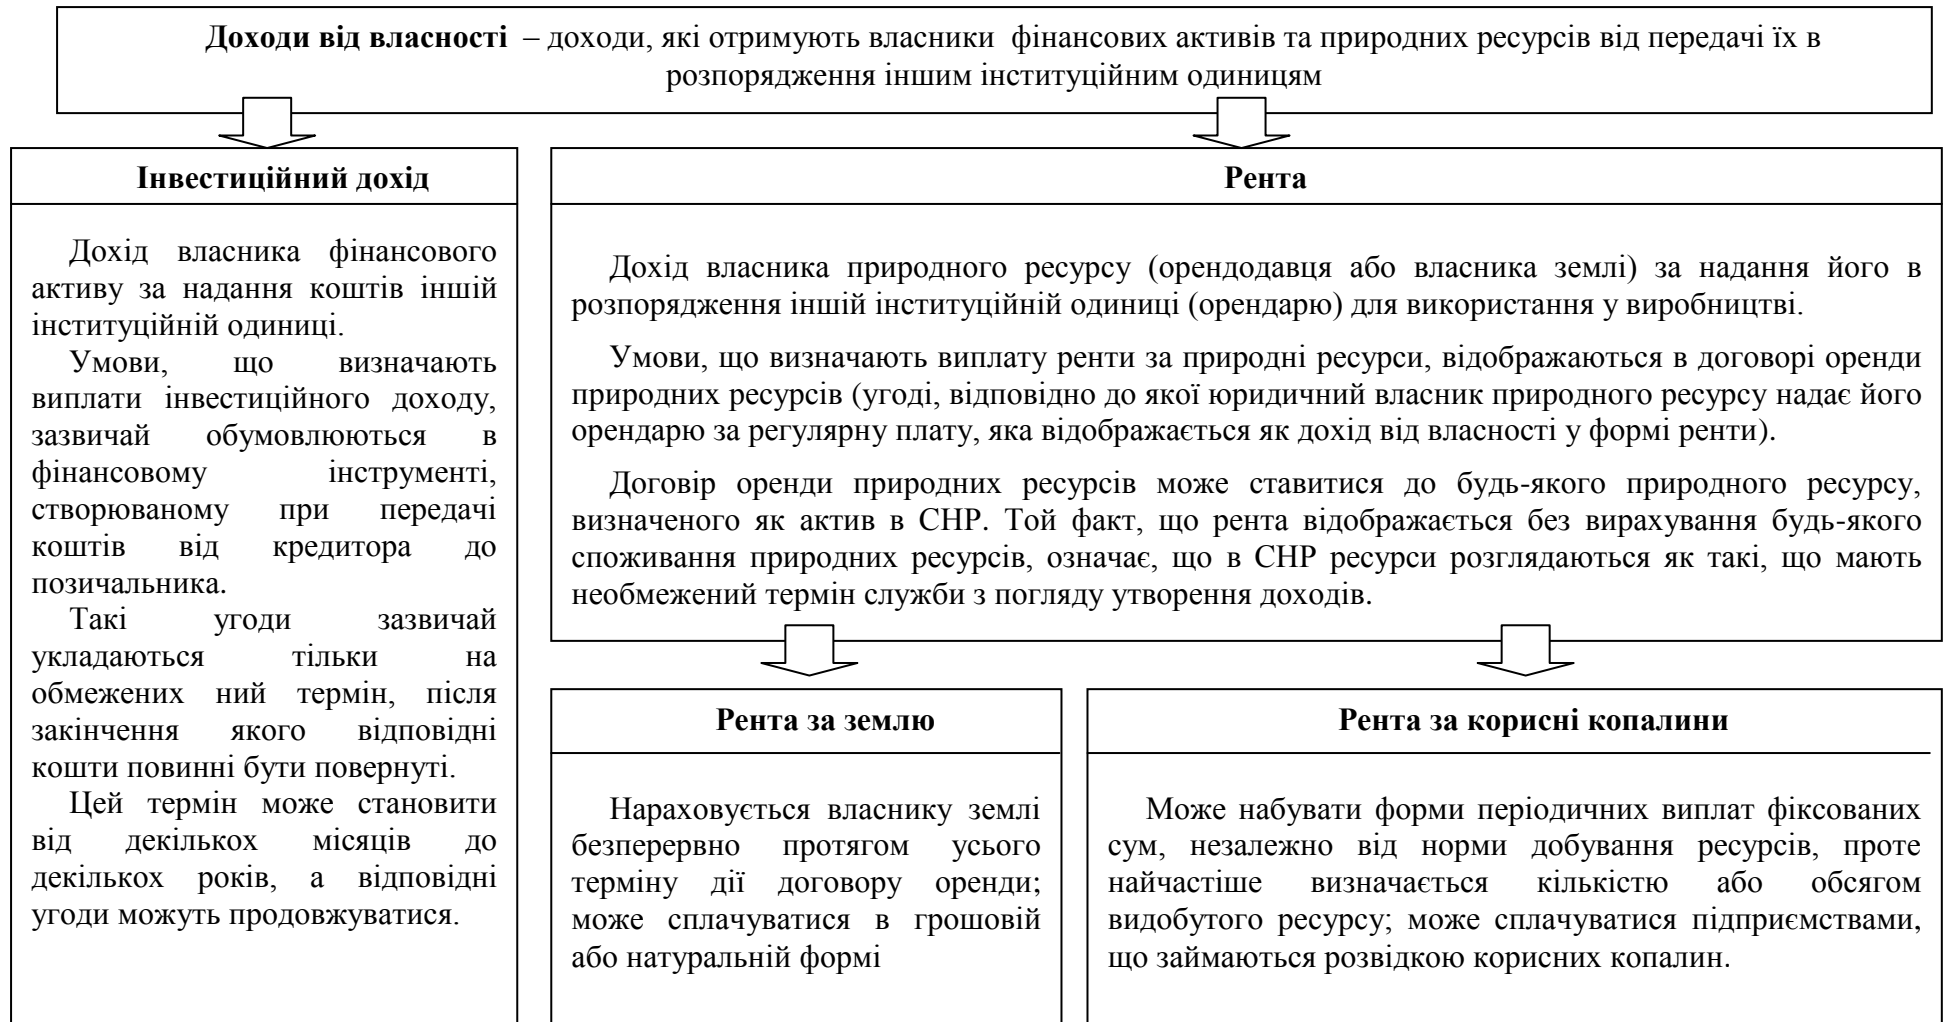 Доходи від власності – доходи, які отримують власники фінансових активів та природних ресурсів від передачі їх в
розпорядження іншим інституційним одиницям
Інвестиційний дохід
Дохід власника фінансового
активу за надання коштів іншій
інституційній одиниці.
Умови, що визначають
виплати інвестиційного доходу,
зазвичай обумовлюються в
фінансовому інструменті,
створюваному при передачі
коштів від кредитора до
позичальника.
Такі угоди зазвичай
укладаються тільки на
обмежених ний термін, після
закінчення якого відповідні
кошти повинні бути повернуті.
Цей термін може становити
від декількох місяців до
декількох років, а відповідні
угоди можуть продовжуватися.
Рента
Дохід власника природного ресурсу (орендодавця або власника землі) за надання його в
розпорядження іншій інституційній одиниці (орендарю) для використання у виробництві.
Умови, що визначають виплату ренти за природні ресурси, відображаються в договорі оренди
природних ресурсів (угоді, відповідно до якої юридичний власник природного ресурсу надає його
орендарю за регулярну плату, яка відображається як дохід від власності у формі ренти).
Договір оренди природних ресурсів може ставитися до будь-якого природного ресурсу,
визначеного як актив в СНР. Той факт, що рента відображається без вирахування будь-якого
споживання природних ресурсів, означає, що в СНР ресурси розглядаються як такі, що мають
необмежений термін служби з погляду утворення доходів.
Рента за землю
Нараховується власнику землі
безперервно протягом усього
терміну дії договору оренди;
може сплачуватися в грошовій
або натуральній формі
Рента за корисні копалини
Може набувати форми періодичних виплат фіксованих
сум, незалежно від норми добування ресурсів, проте
найчастіше визначається кількістю або обсягом
видобутого ресурсу; може сплачуватися підприємствами,
що займаються розвідкою корисних копалин.